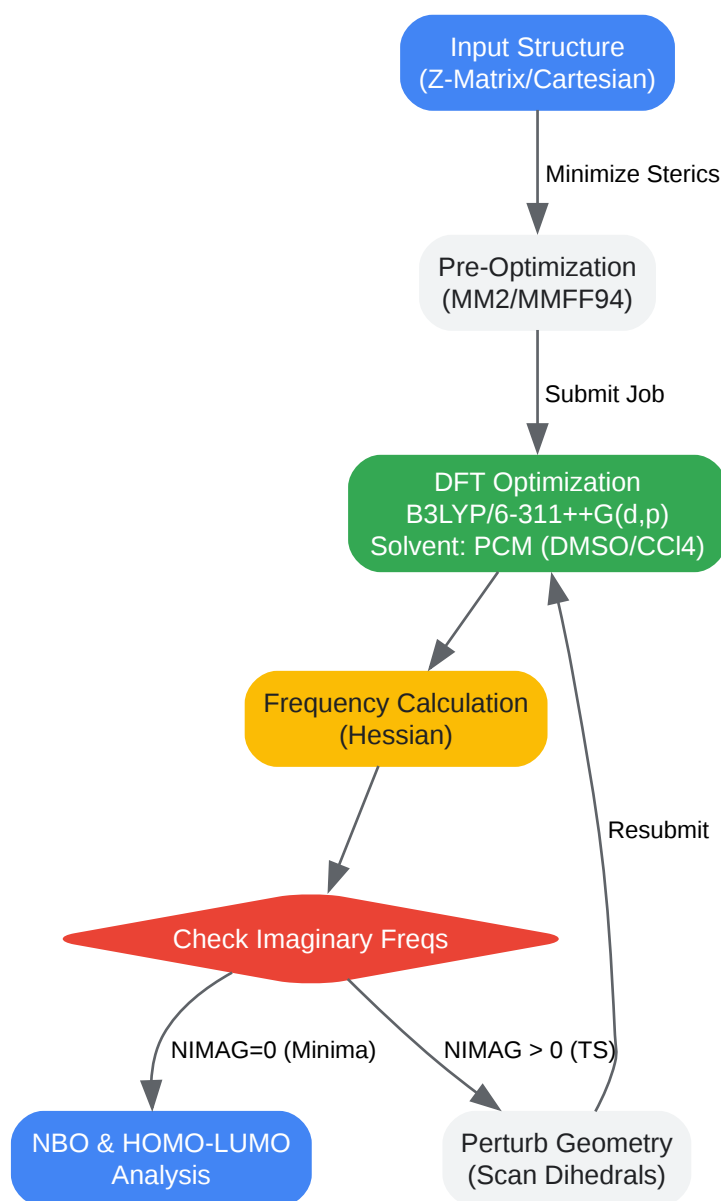 Input Structure
(Z-Matrix/Cartesian)
Minimize Sterics
Pre-Optimization
(MM2/MMFF94)
Submit Job
DFT Optimization
B3LYP/6-311++G(d,p)
Solvent: PCM (DMSO/CCl4)
Frequency Calculation
(Hessian)
Resubmit
Check Imaginary Freqs
NIMAG=0 (Minima)
NIMAG > 0 (TS)
NBO & HOMO-LUMO
Analysis
Perturb Geometry
(Scan Dihedrals)